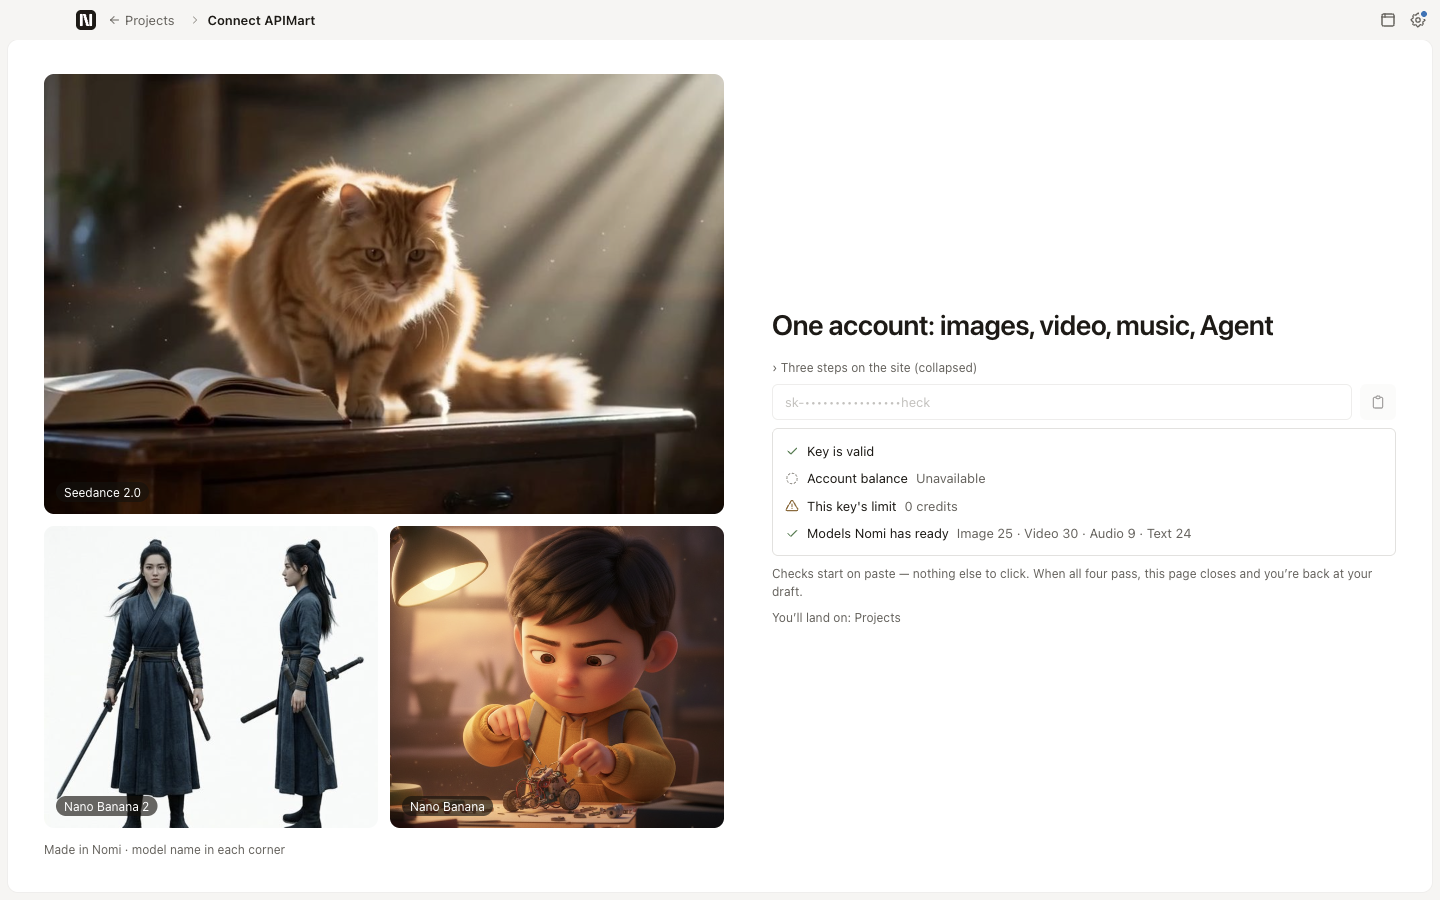 N
← Projects
Connect APIMart
Seedance 2.0
Nano Banana 2
Nano Banana
Made in Nomi · model name in each corner
One account: images, video, music, Agent
› Three steps on the site (collapsed)
sk-••••••••••••••••heck
Key is valid
Account balance Unavailable
This key's limit 0 credits
Models Nomi has ready Image 25 · Video 30 · Audio 9 · Text 24
Checks start on paste — nothing else to click. When all four pass, this page closes and you’re back at your
draft.
You’ll land on: Projects